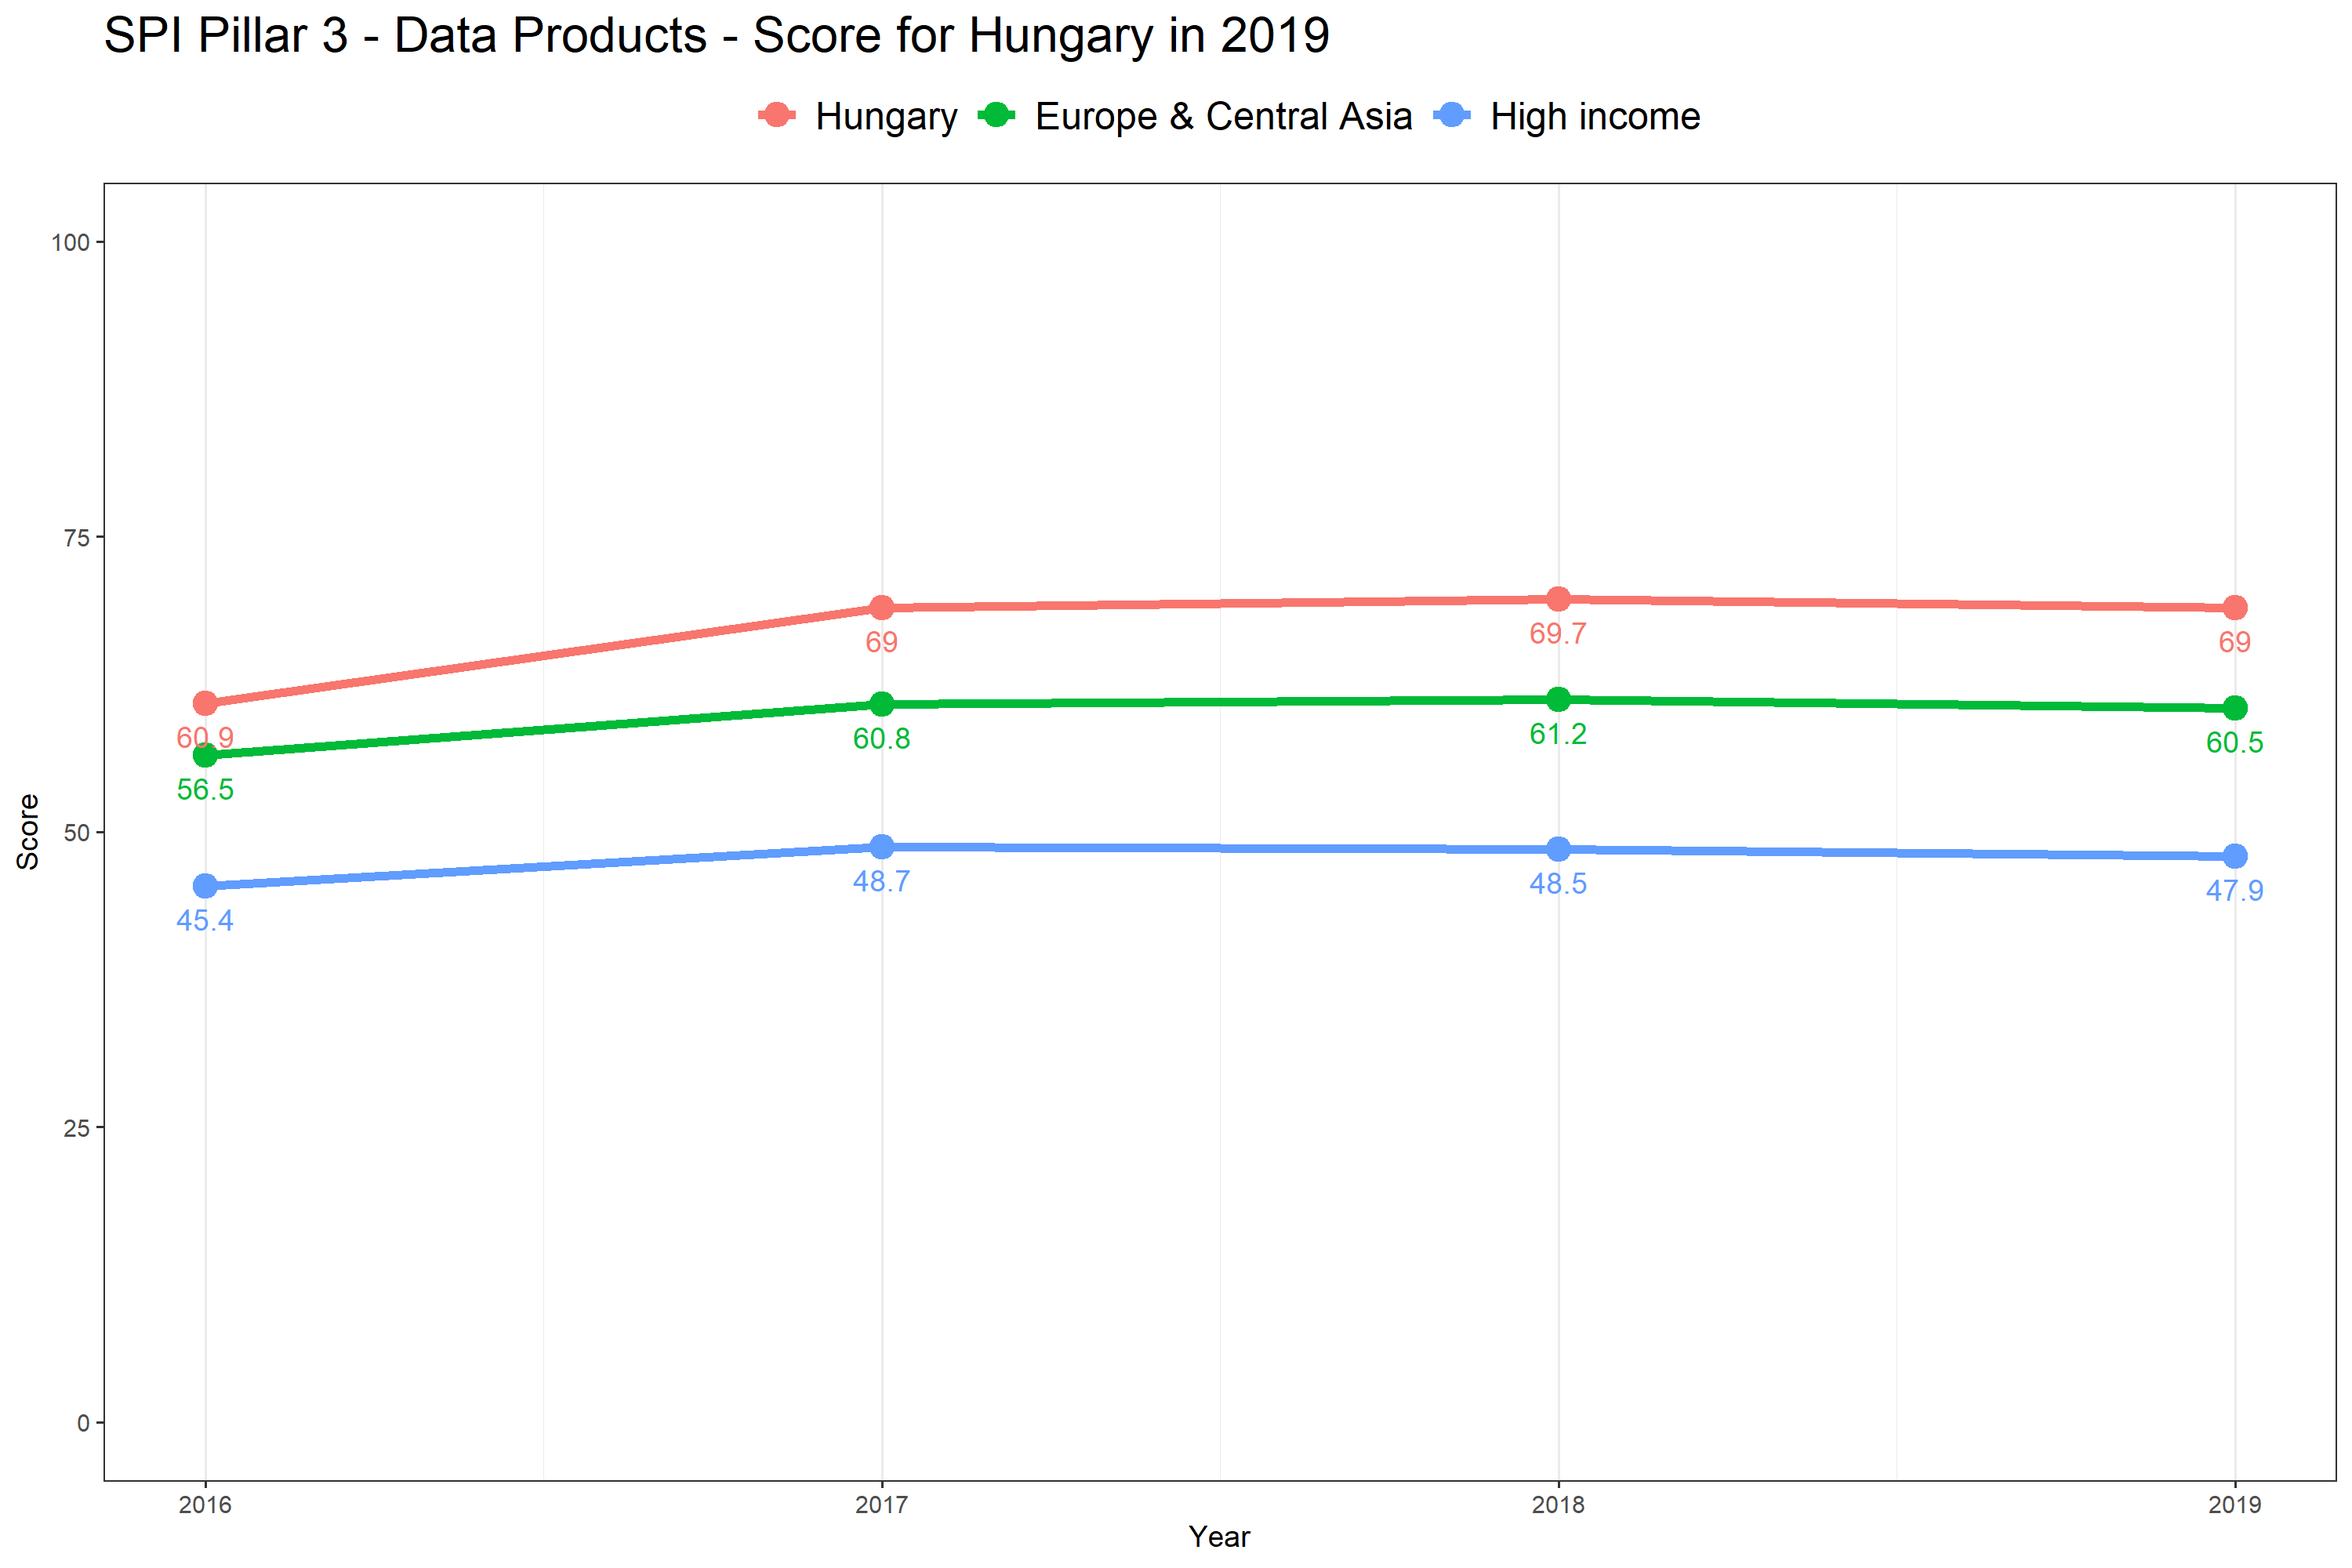 SPI Pillar 3 - Data Products - Score for Hungary in 2019
Hungary Europe & Central Asia High income
100
75
69 69.7 69
60.9 60.8 61.2 60.5
56.5
Score
50
48.7 48.5 47.9
45.4
25
0
2016 2017 2018 2019
Year